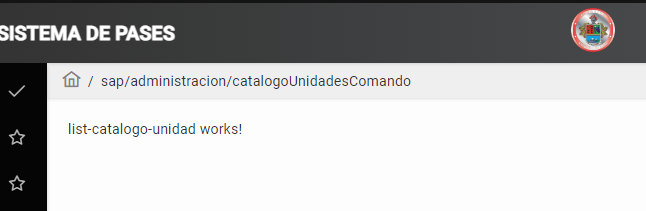 SISTEMA DE PASES
/ sap/administracion/catalogoUnidadesComando
list-catalogo-unidad works!